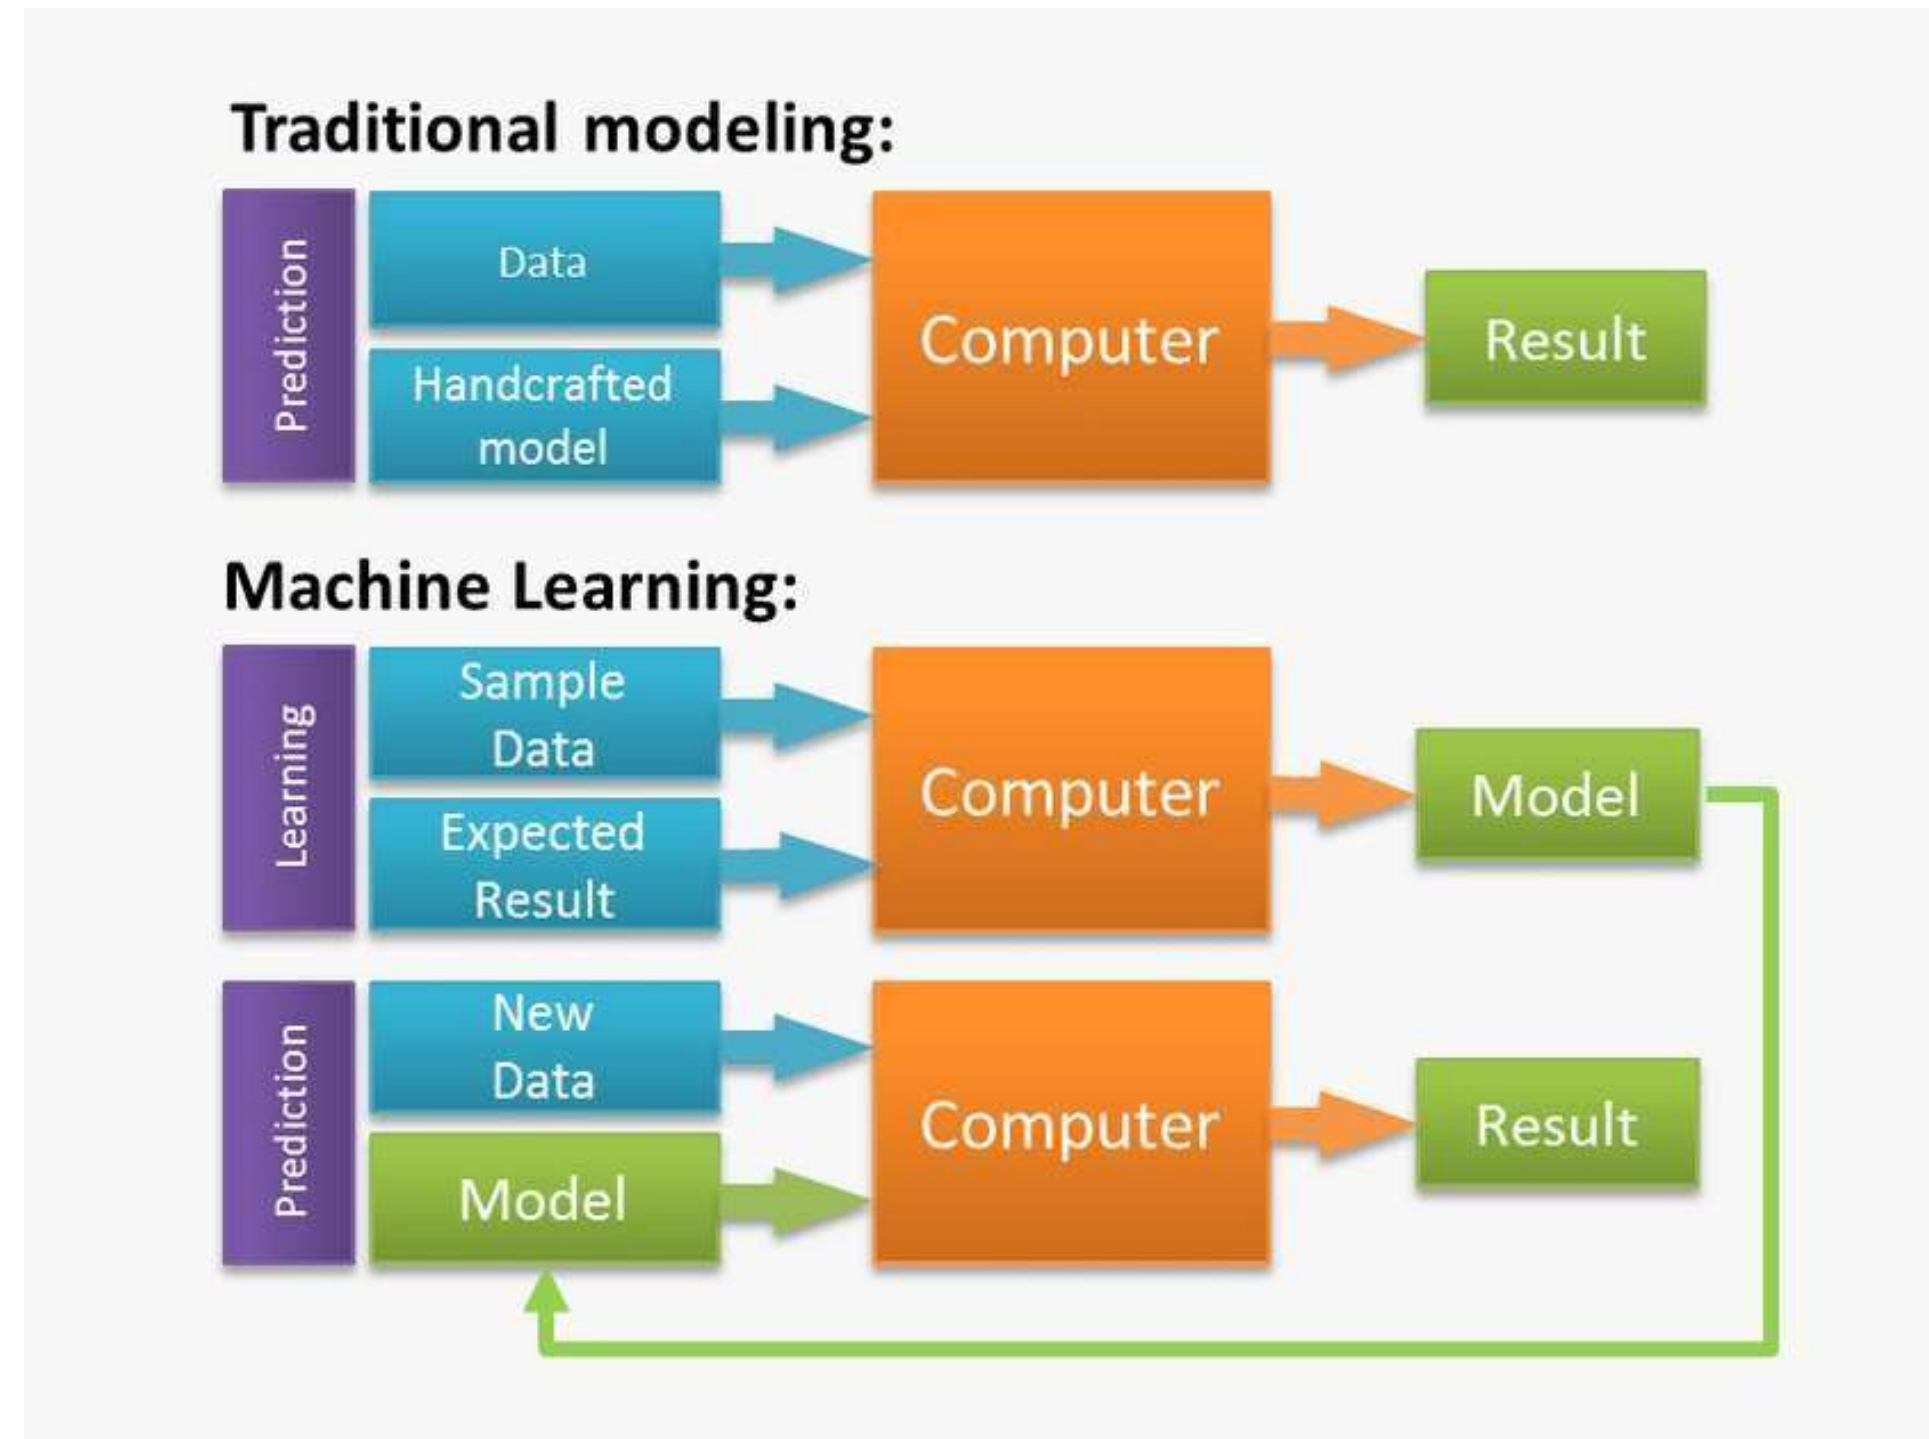 Traditional modeling:
Prediction
Data
Handcrafted
model
Computer
Result
Machine Learning:
Learning
Sample
Data
Expected
Result
Computer
Model
Prediction
New
Data
Model
Computer
Result